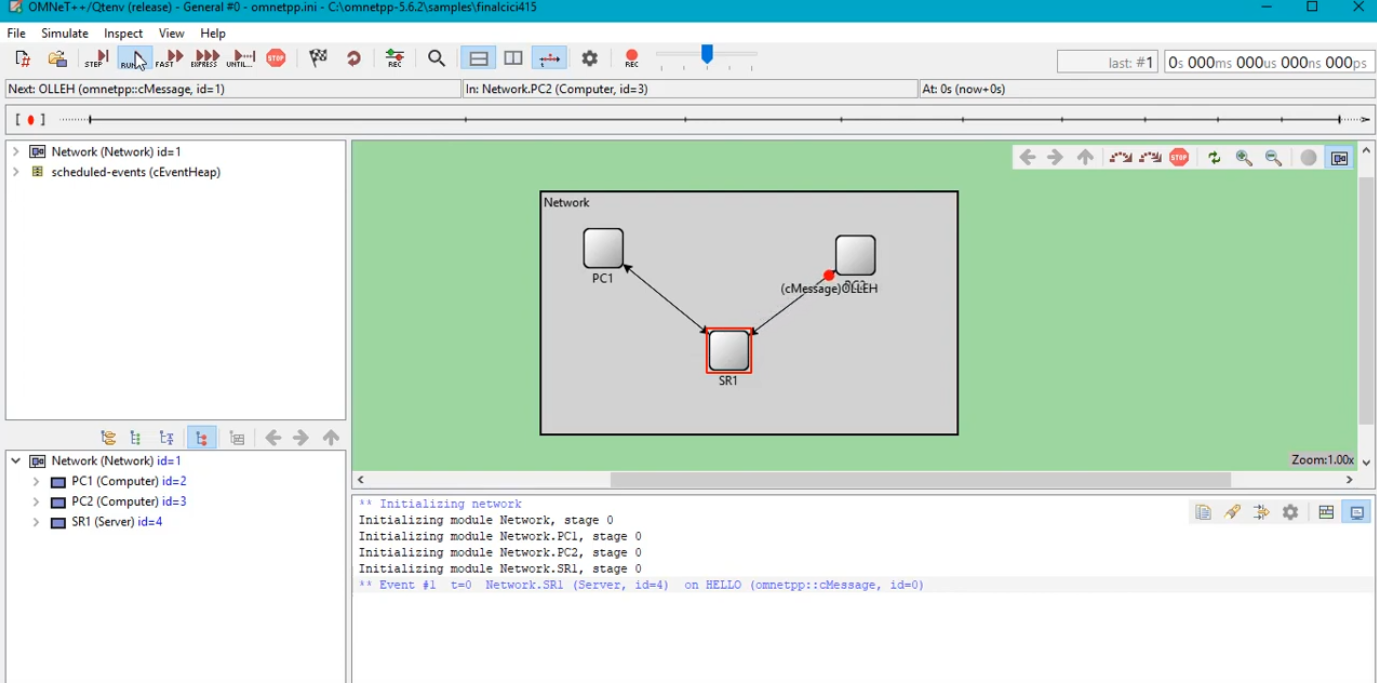 OMNeT++/Qtenv (release) - General #0 - omnetpp.ini - C:\omnetpp-5.6.2\samples\finalcici415
File Simulate Inspect View Help
STEP RUN FAST EXPRESS UNTIL... STOP REC REC last: #1 0s 000ms 000us 000ns 000ps
Next: OLLEH (omnetpp::cMessage, id=1) In: Network.PC2 (Computer, id=3) At: 0s (now+0s)
Network (Network) id=1
scheduled-events (cEventHeap)
STOP
Network
PC1
(cMessage)OLLEH
SR1
Zoom:1.00x
Network (Network) id=1
PC1 (Computer) id=2
PC2 (Computer) id=3
SR1 (Server) id=4
** Initializing network
Initializing module Network, stage 0
Initializing module Network.PC1, stage 0
Initializing module Network.PC2, stage 0
Initializing module Network.SR1, stage 0
** Event #1 t=0 Network.SR1 (Server, id=4) on HELLO (omnetpp::cMessage, id=0)